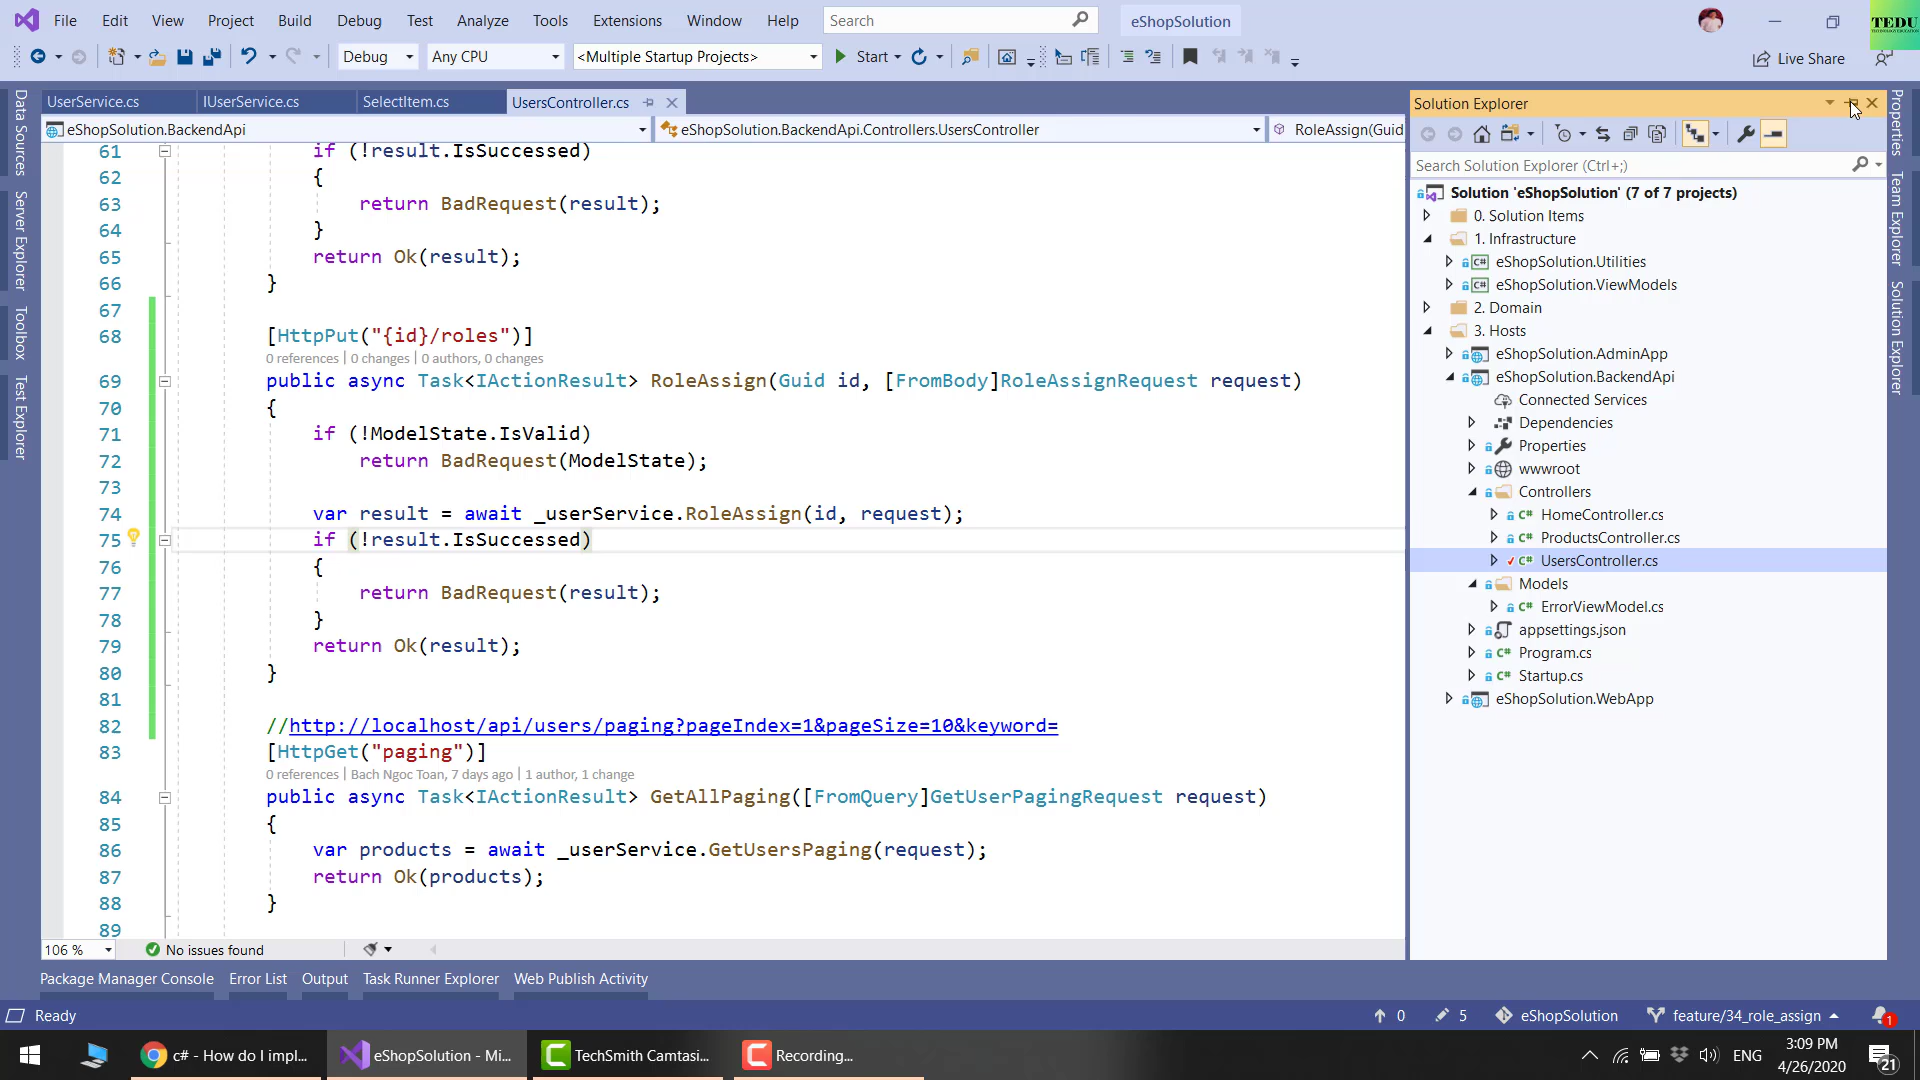 File Edit View Project Build Debug Test Analyze Tools Extensions Window Help Search eShopSolution
TEDU
Debug Any CPU <Multiple Startup Projects> Start Live Share
UserService.cs IUserService.cs SelectItem.cs UsersController.cs
eShopSolution.BackendApi eShopSolution.BackendApi.Controllers.UsersController RoleAssign(Guid
61 if (!result.IsSuccessed)
62 {
63 return BadRequest(result);
64 }
65 return Ok(result);
66 }
67
68 [HttpPut("{id}/roles")]
0 references | 0 changes | 0 authors, 0 changes
69 public async Task<IActionResult> RoleAssign(Guid id, [FromBody]RoleAssignRequest request)
70 {
71 if (!ModelState.IsValid)
72 return BadRequest(ModelState);
73
74 var result = await _userService.RoleAssign(id, request);
75 if (!result.IsSuccessed)
76 {
77 return BadRequest(result);
78 }
79 return Ok(result);
80 }
81
82 //http://localhost/api/users/paging?pageIndex=1&pageSize=10&keyword=
83 [HttpGet("paging")]
0 references | Bach Ngoc Toan, 7 days ago | 1 author, 1 change
84 public async Task<IActionResult> GetAllPaging([FromQuery]GetUserPagingRequest request)
85 {
86 var products = await _userService.GetUsersPaging(request);
87 return Ok(products);
88 }
89
106 % No issues found
Data Sources
Server Explorer
Toolbox
Test Explorer
Solution Explorer
Search Solution Explorer (Ctrl+;)
Solution 'eShopSolution' (7 of 7 projects)
0. Solution Items
1. Infrastructure
C# eShopSolution.Utilities
C# eShopSolution.ViewModels
2. Domain
3. Hosts
eShopSolution.AdminApp
eShopSolution.BackendApi
Connected Services
Dependencies
Properties
wwwroot
Controllers
C# HomeController.cs
C# ProductsController.cs
C# UsersController.cs
Models
C# ErrorViewModel.cs
appsettings.json
C# Program.cs
C# Startup.cs
eShopSolution.WebApp
Properties
Team Explorer
Solution Explorer
Package Manager Console Error List Output Task Runner Explorer Web Publish Activity
Ready 0 5 eShopSolution feature/34_role_assign 1
c# - How do I impl... eShopSolution - Mi... TechSmith Camtasi... Recording... ENG 3:09 PM
4/26/2020
21